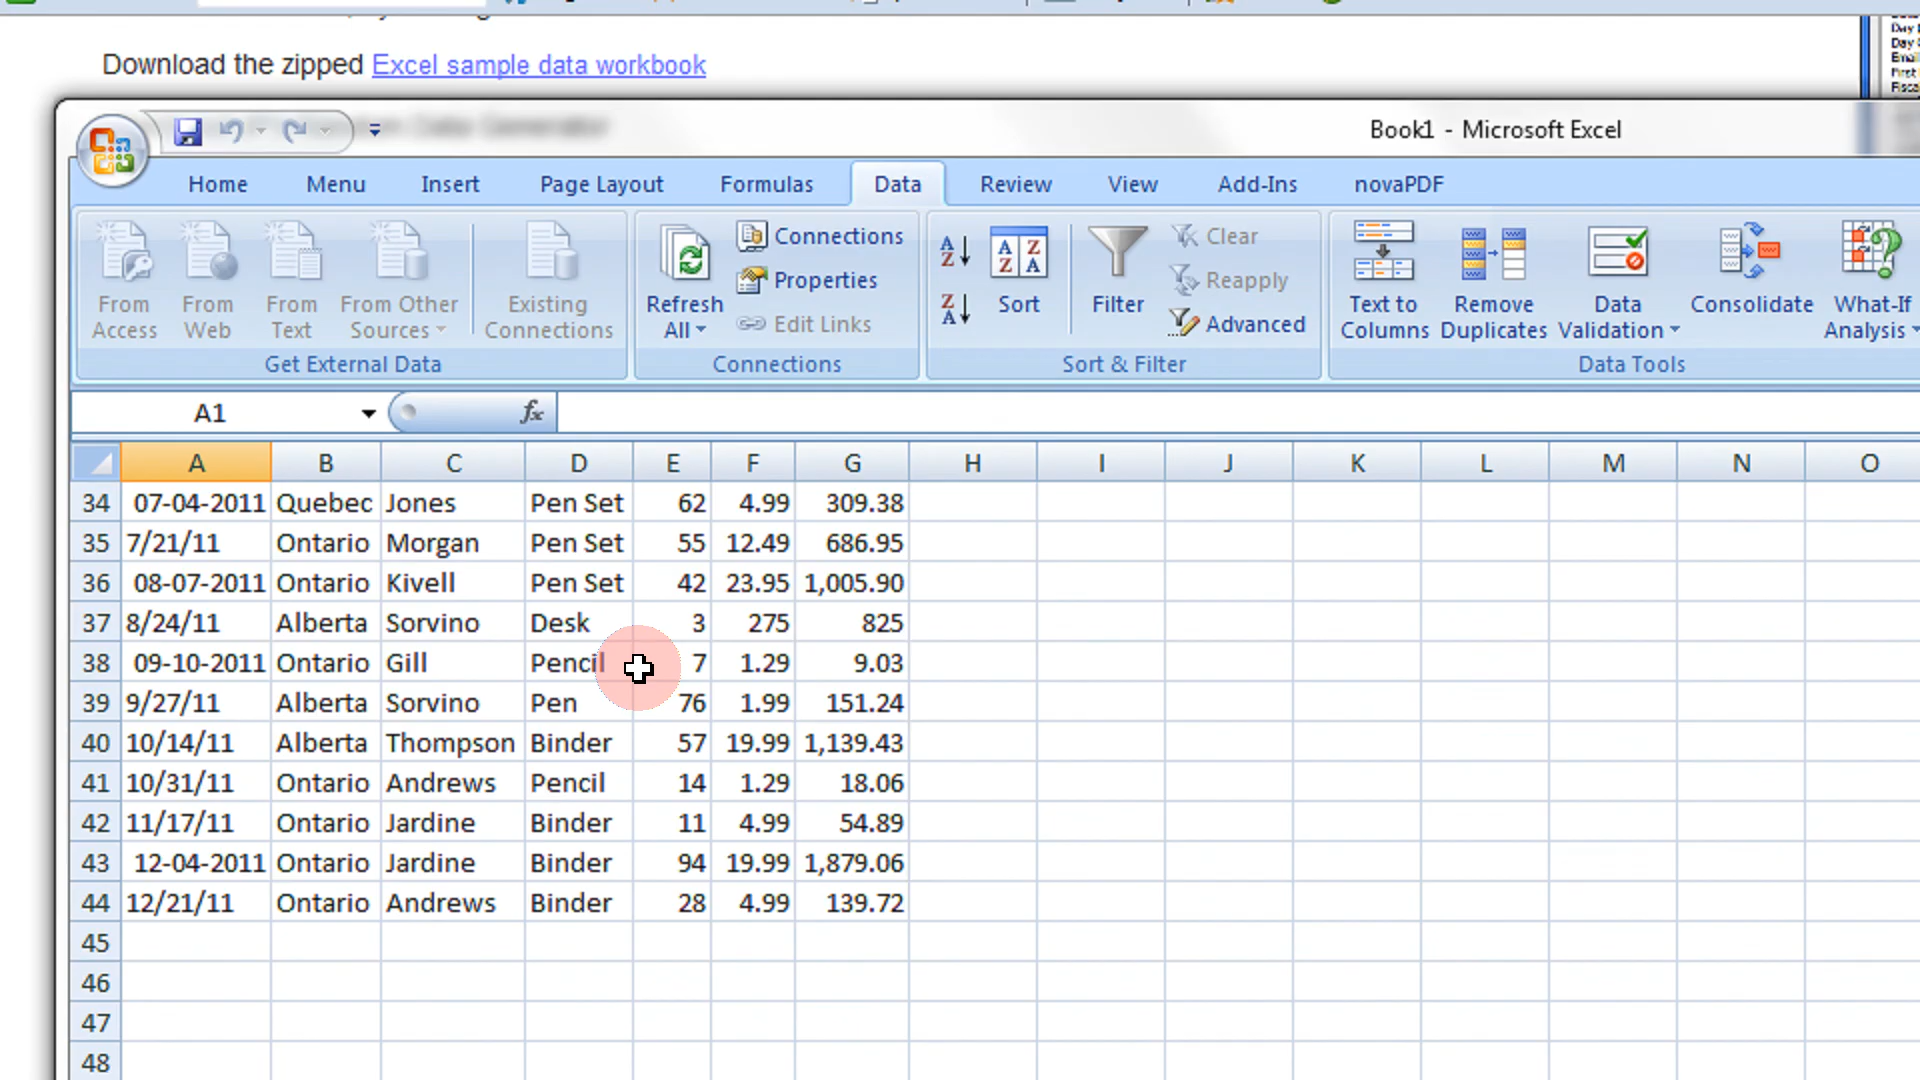 Download the zipped Excel sample data workbook
Day
Day
Email
First
Fisca
Data Generator
Book1 - Microsoft Excel
Home Menu Insert Page Layout Formulas Data Review View Add-Ins novaPDF
From Access
From Web
From Text
From Other Sources
Existing Connections
Get External Data
Refresh All
Connections
Properties
Edit Links
Connections
A Z
Z A
A Z Z A
Sort
Filter
Clear
Reapply
Advanced
Sort & Filter
Text to Columns
Remove Duplicates
Data Validation
Consolidate
What-If Analysis
Data Tools
A1 fx
A B C D E F G H I J K L M N O
34 07-04-2011 Quebec Jones Pen Set 62 4.99 309.38
35 7/21/11 Ontario Morgan Pen Set 55 12.49 686.95
36 08-07-2011 Ontario Kivell Pen Set 42 23.95 1,005.90
37 8/24/11 Alberta Sorvino Desk 3 275 825
38 09-10-2011 Ontario Gill Pencil 7 1.29 9.03
39 9/27/11 Alberta Sorvino Pen 76 1.99 151.24
40 10/14/11 Alberta Thompson Binder 57 19.99 1,139.43
41 10/31/11 Ontario Andrews Pencil 14 1.29 18.06
42 11/17/11 Ontario Jardine Binder 11 4.99 54.89
43 12-04-2011 Ontario Jardine Binder 94 19.99 1,879.06
44 12/21/11 Ontario Andrews Binder 28 4.99 139.72
45
46
47
48